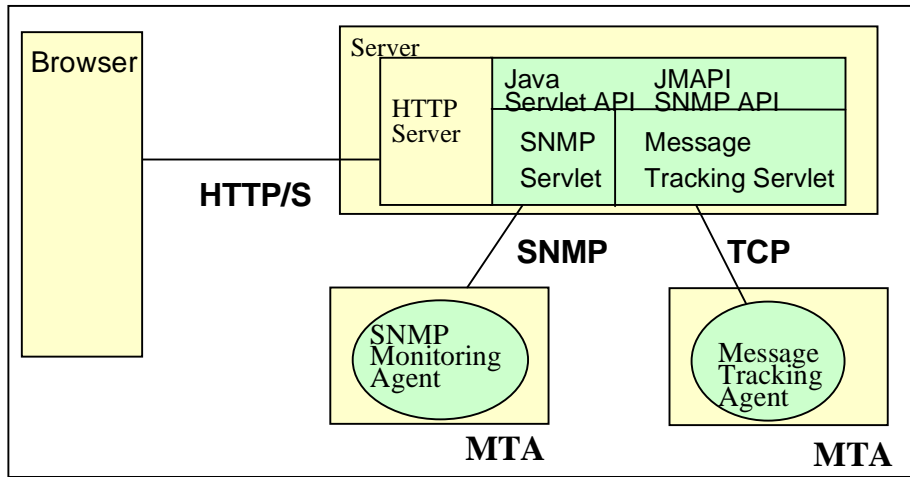 Browser
Server
HTTP
Server
Java JMAPI
Servlet API SNMP API
SNMP
Servlet
Message
Tracking Servlet
HTTP/S
SNMP
TCP
SNMP
Monitoring
Agent
MTA
Message
Tracking
Agent
MTA